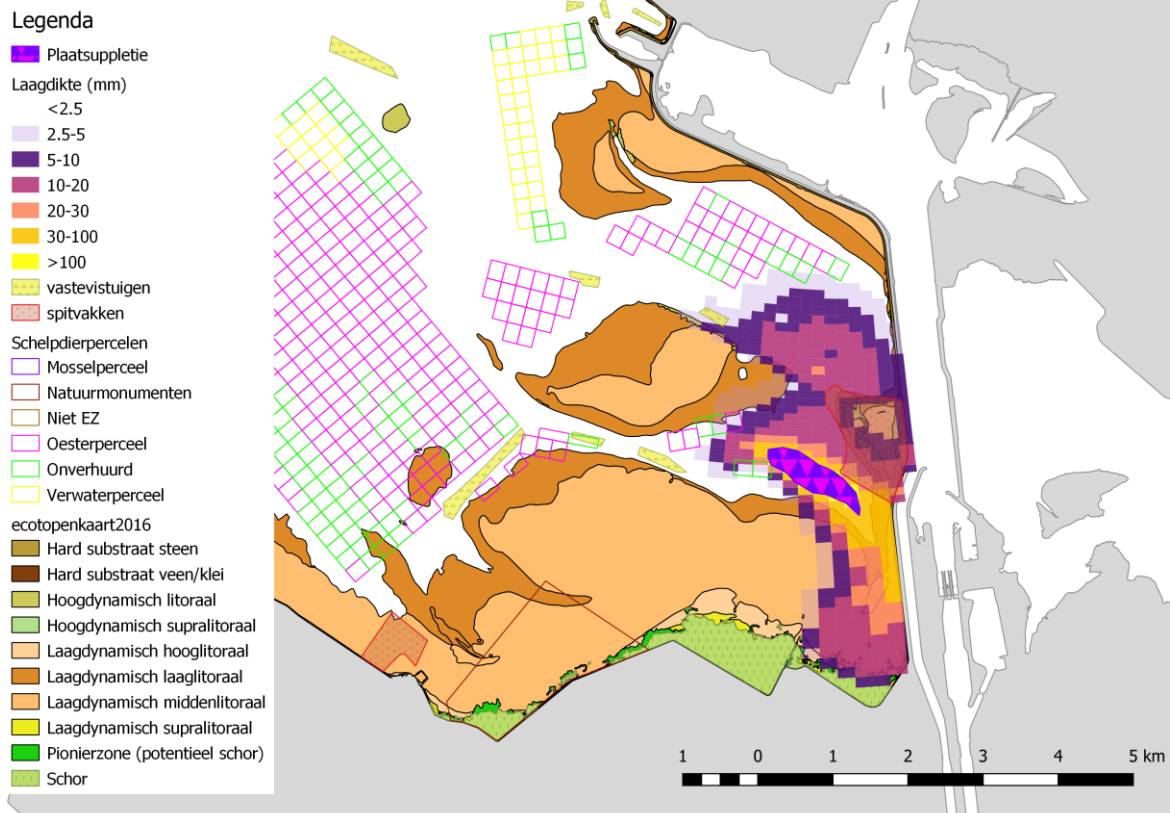 Legenda
Plaatsuppletie
Laagdikte (mm)
<2.5
2.5-5
5-10
10-20
20-30
30-100
>100
vastevistuigen
spitvakken
Schelpdierpercelen
Mosselperceel
Natuurmonumenten
Niet EZ
Oesterperceel
Onverhuurd
Verwaterperceel
ecotopenkaart2016
Hard substraat steen
Hard substraat veen/klei
Hoogdynamisch litoraal
Hoogdynamisch supralitoraal
Laagdynamisch hooglitoraal
Laagdynamisch laaglitoraal
Laagdynamisch middenlitoraal
Laagdynamisch supralitoraal
Pionierzone (potentieel schor)
Schor
1 0 1 2 3 4 5 km